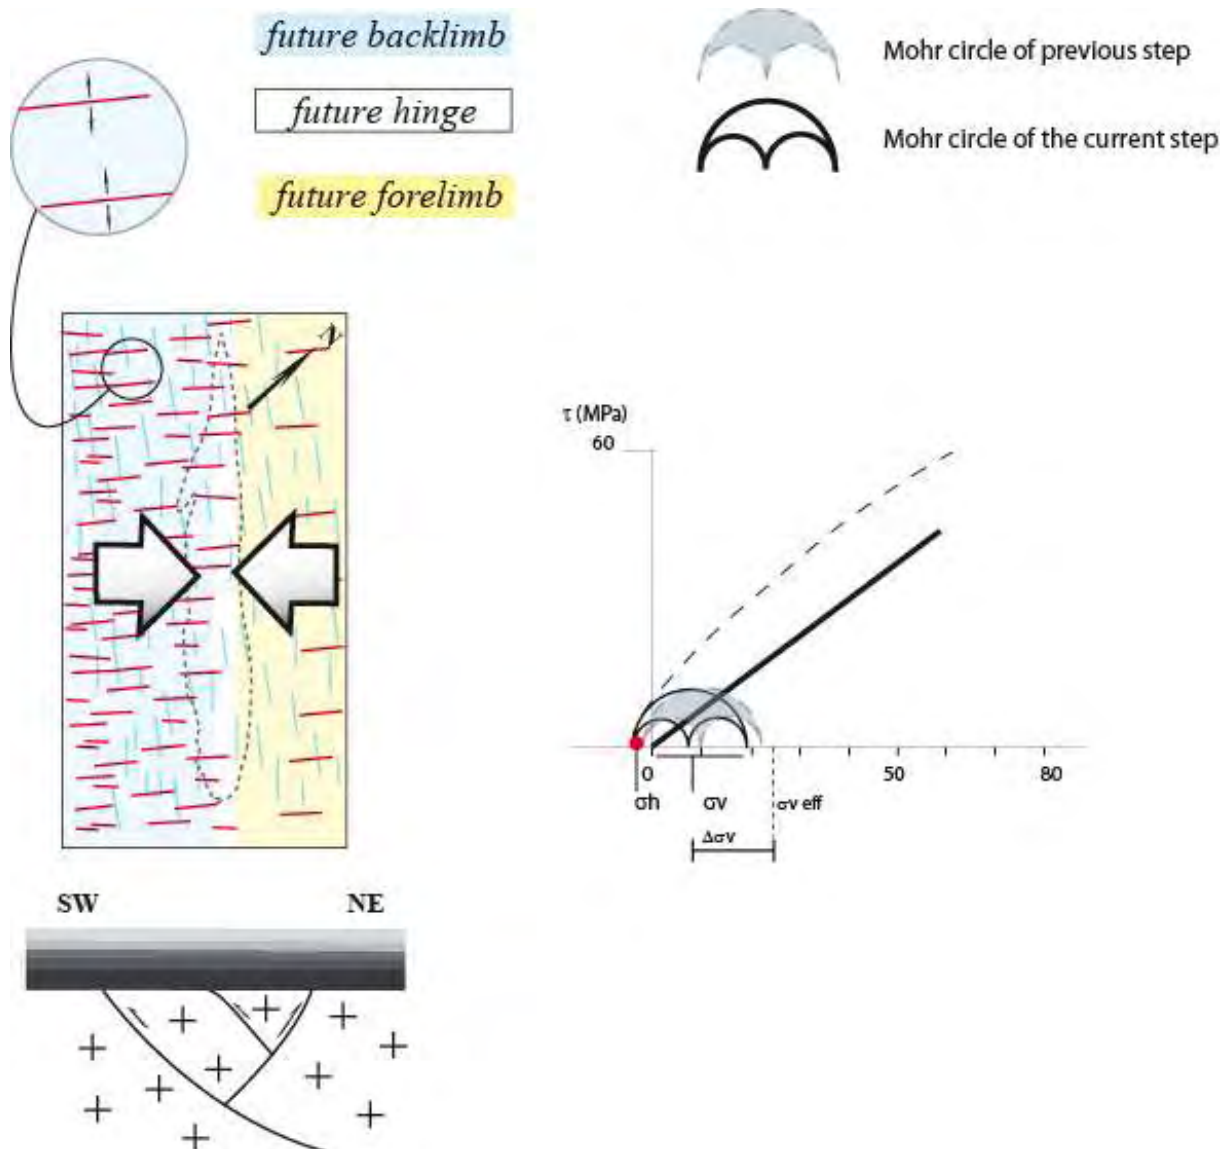 future backlimb
future hinge
future forelimb
Mohr circle of previous step
Mohr circle of the current step
N
τ (MPa)
60
0
50
80
σh
σv
σv eff
Δσv
SW
NE